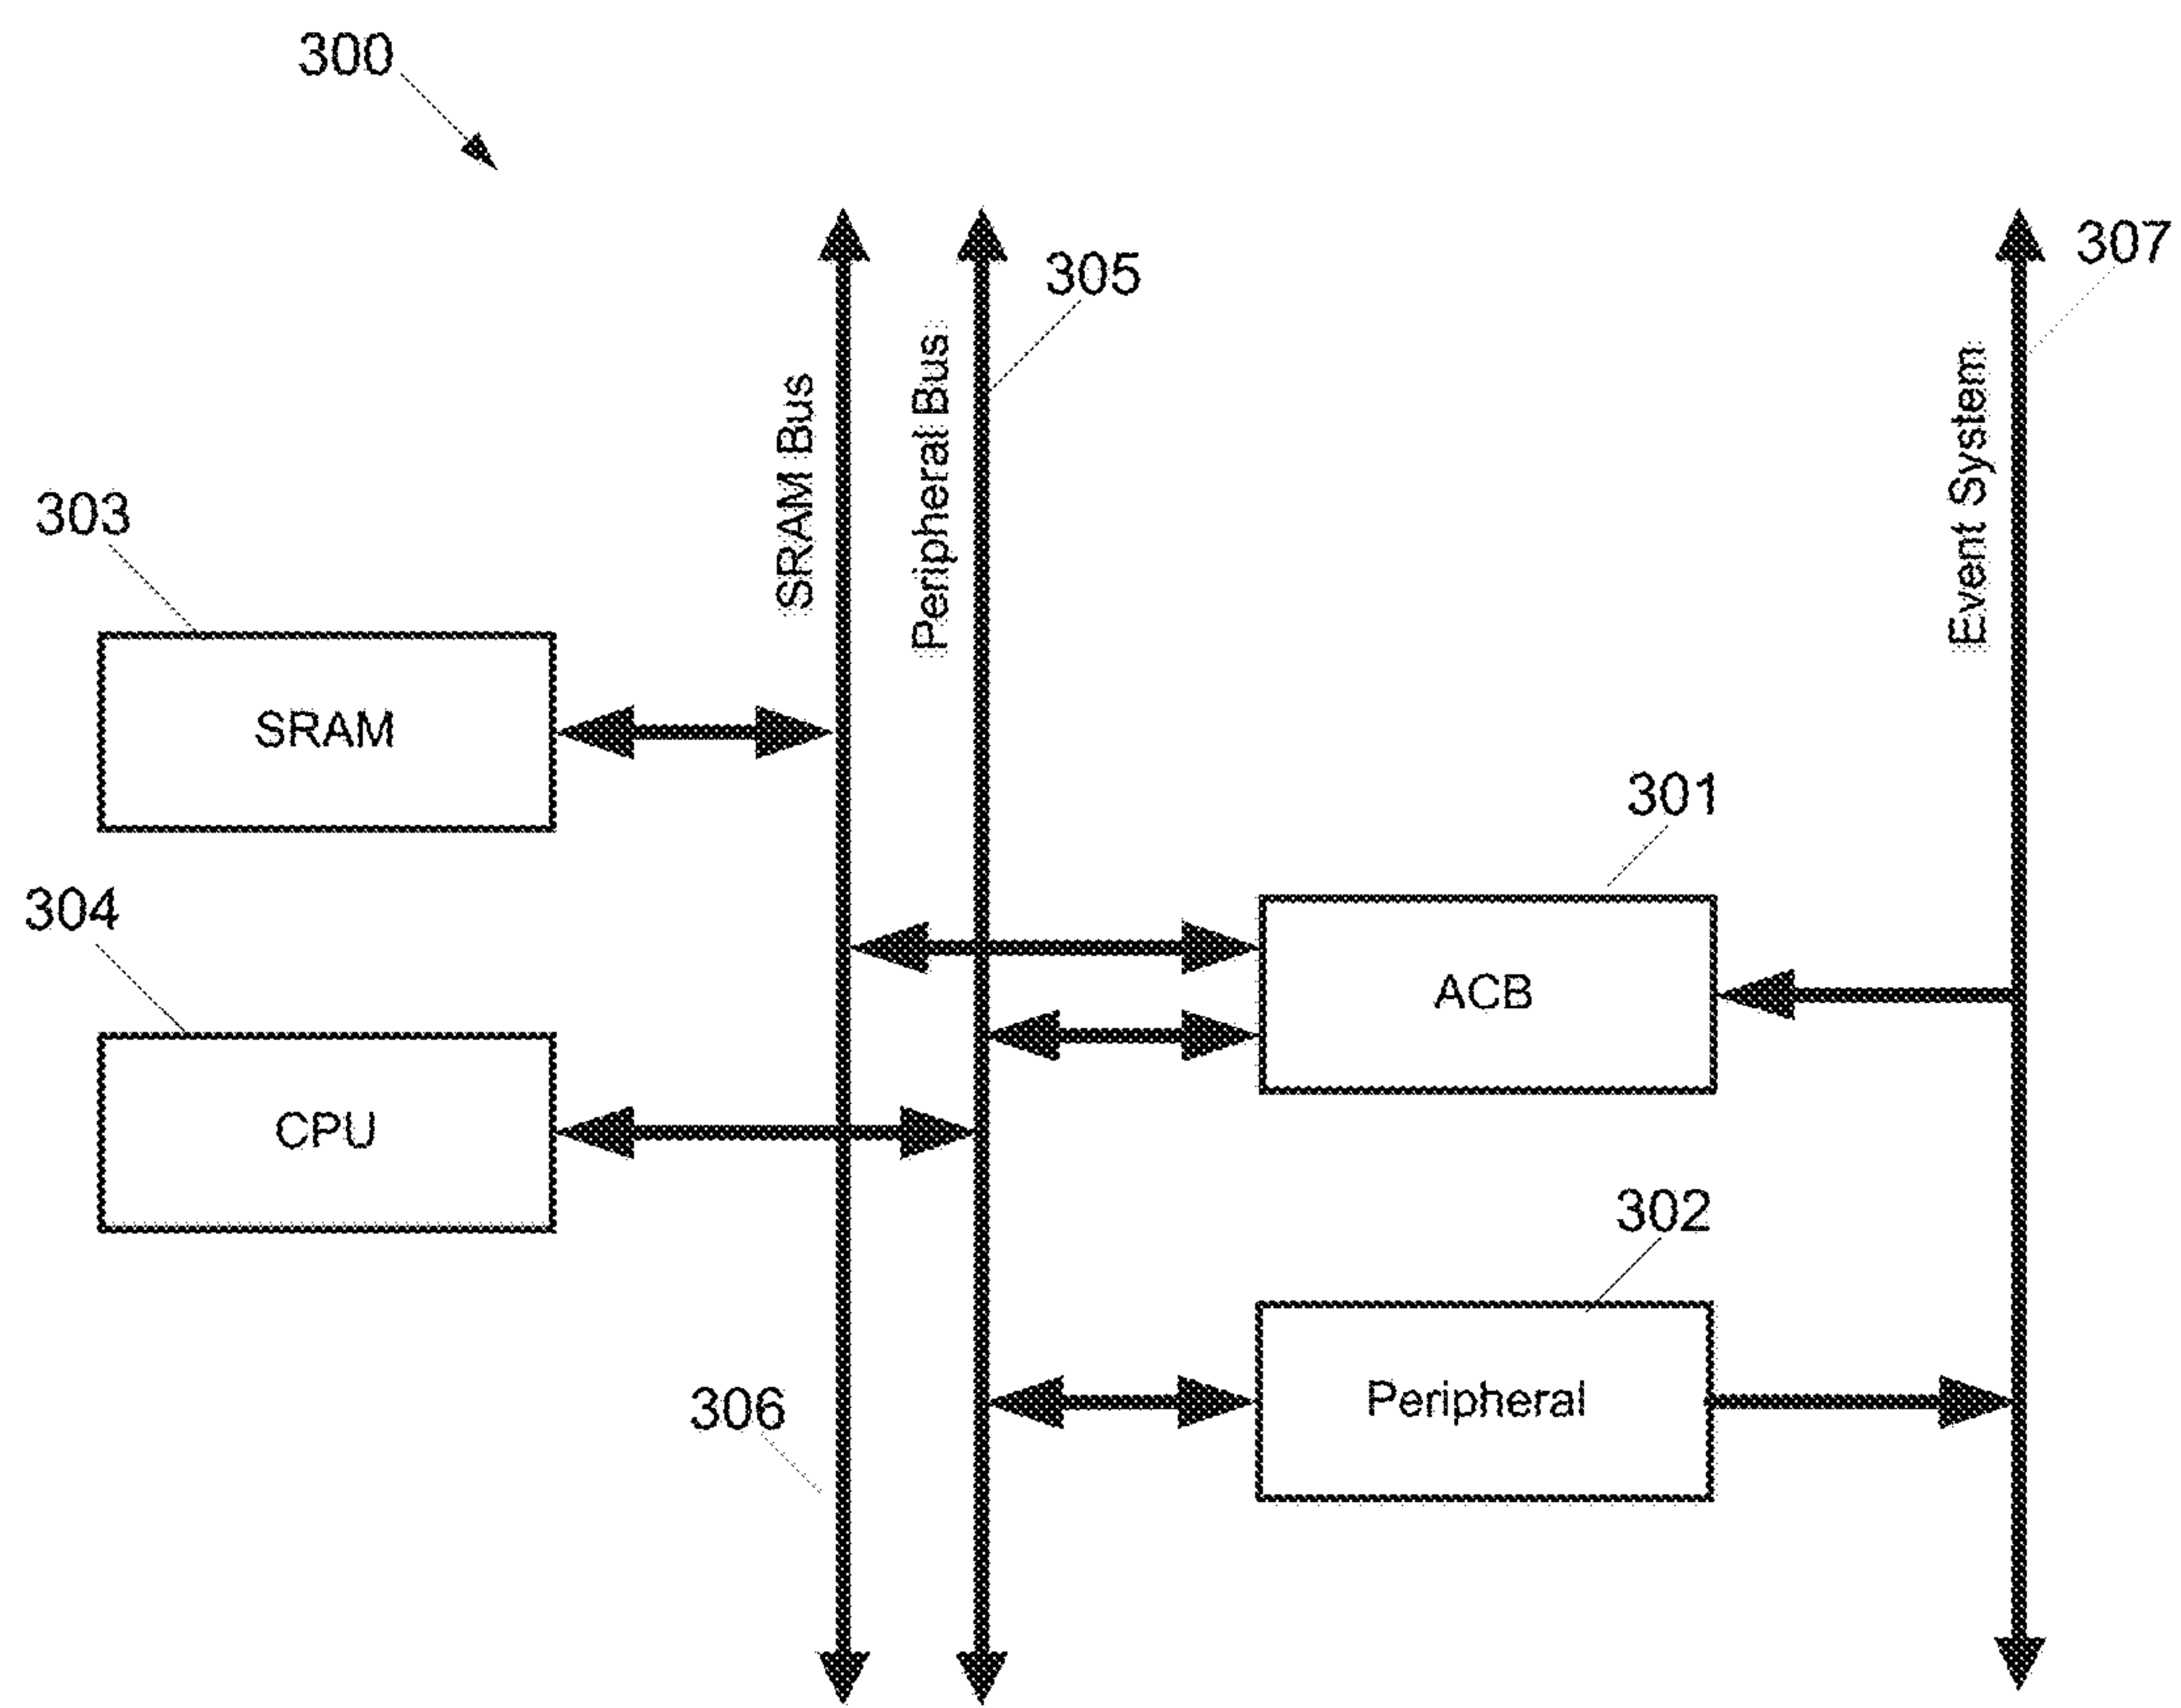 300
305
307
SRAM Bus
Peripheral Bus
Event System
303
SRAM
301
304
ACB
CPU
302
306
Peripheral